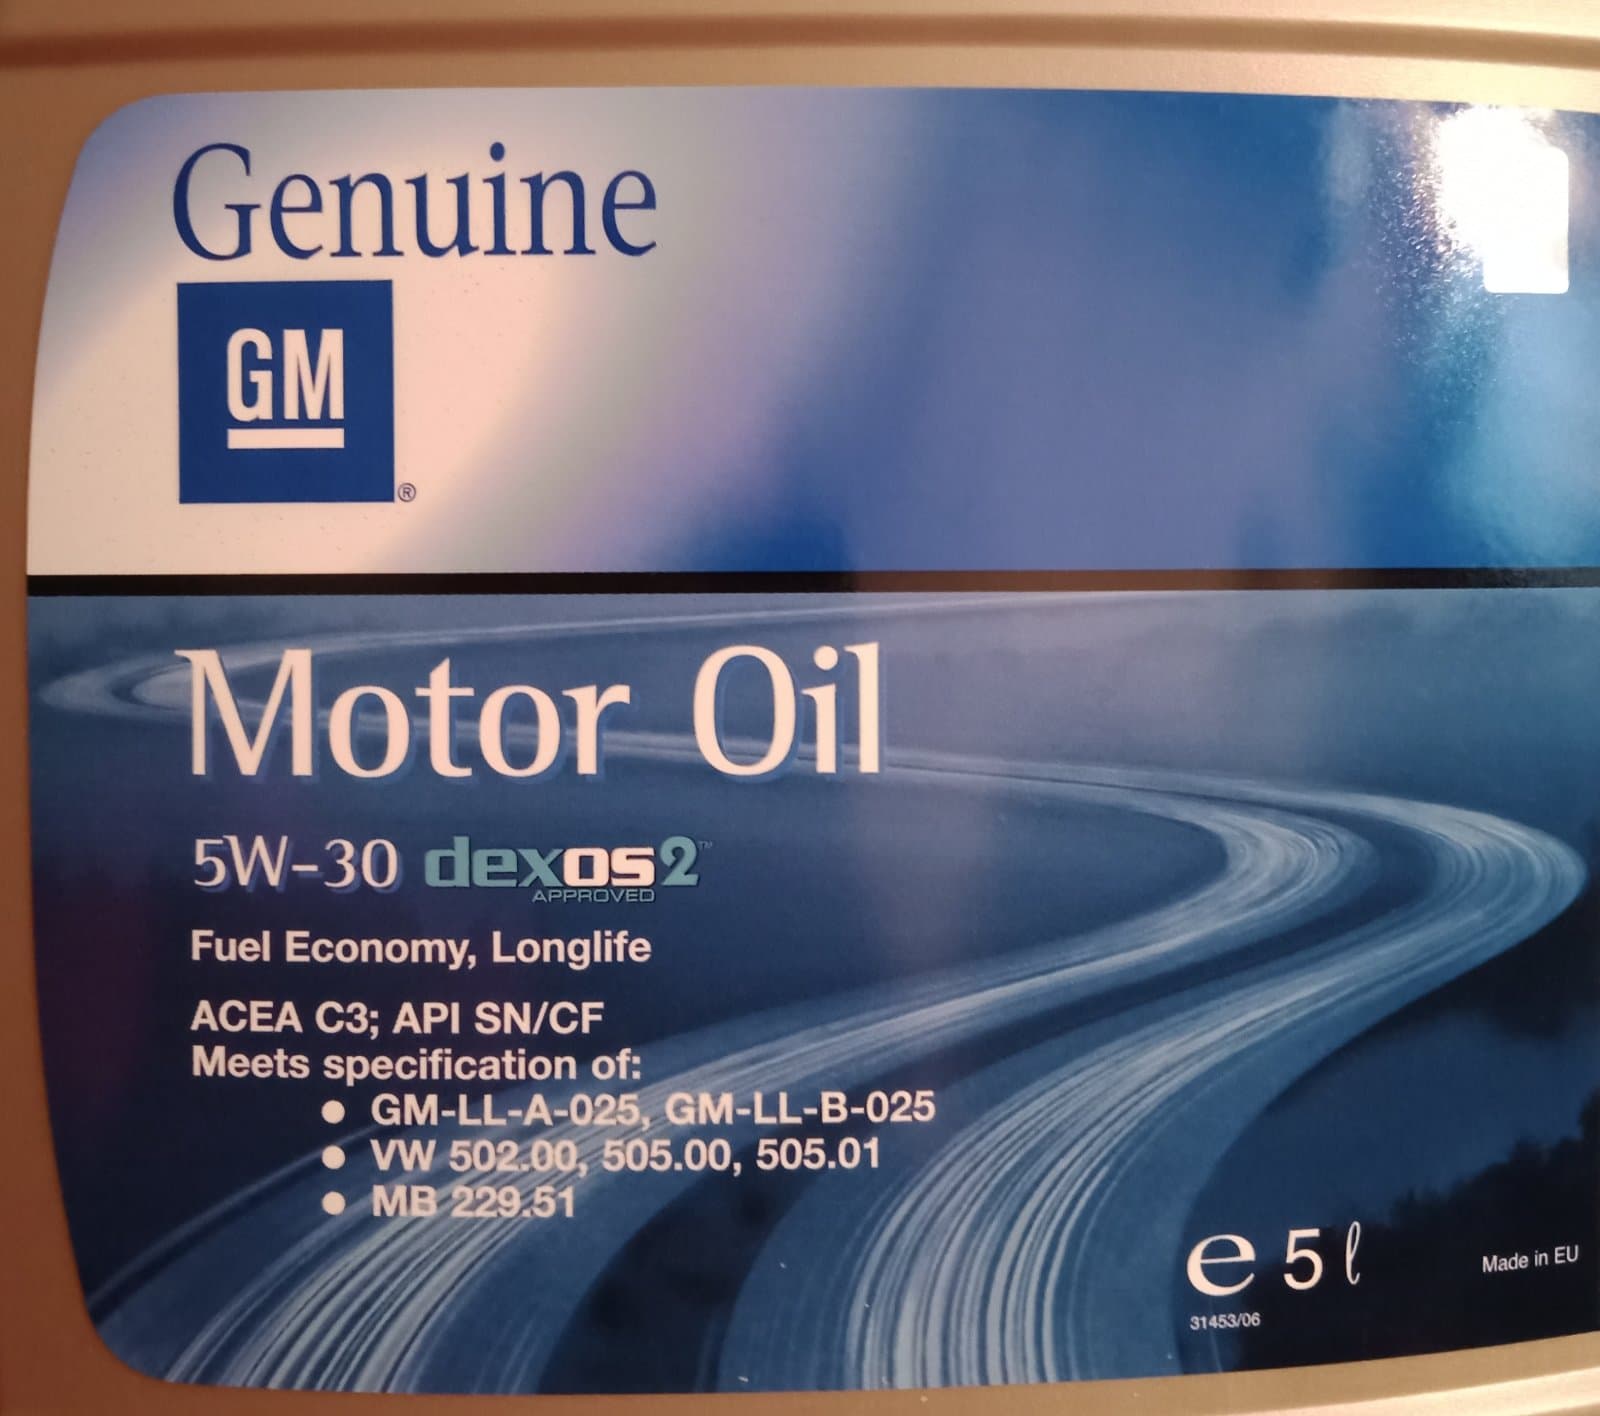 Genuine
GM
®
Motor Oil
5W-30 dexos2™
APPROVED
Fuel Economy, Longlife
ACEA C3; API SN/CF
Meets specification of:
● GM-LL-A-025, GM-LL-B-025
● VW 502.00, 505.00, 505.01
● MB 229.51
e 5 ℓ
Made in EU
31453/06